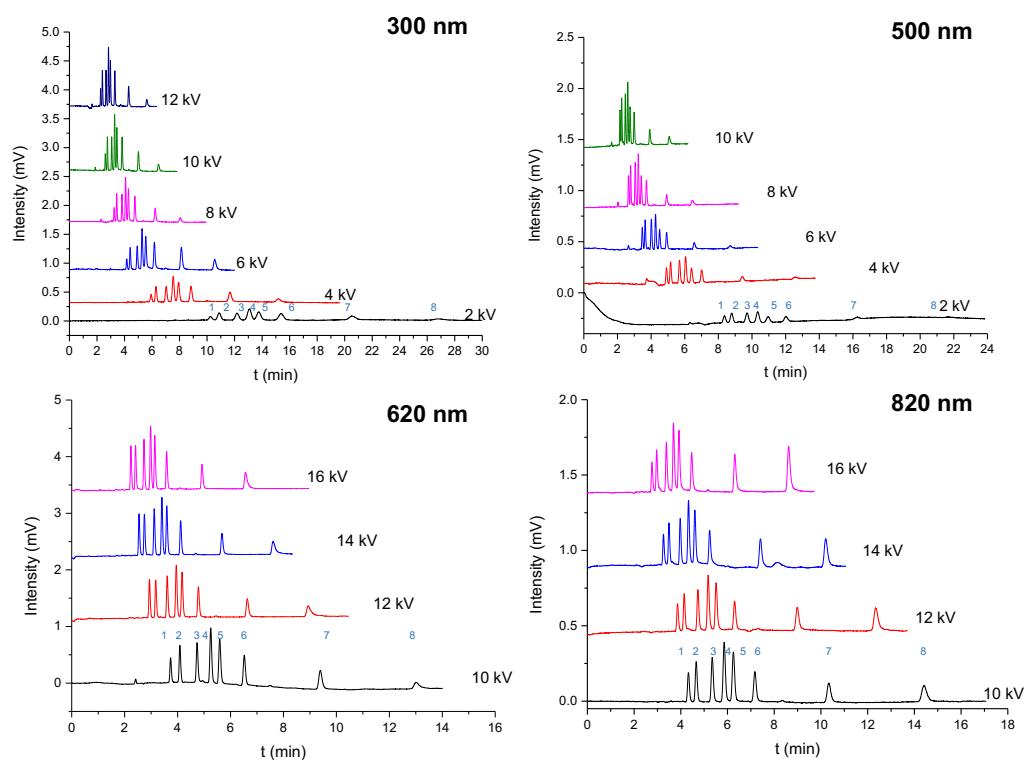 300 nm
5.0
4.5
4.0
3.5
3.0
2.5
2.0
1.5
1.0
0.5
0.0
Intensity (mV)
12 kV
10 kV
8 kV
6 kV
4 kV
2 kV
1 2 3 4 5 6 7 8
0 2 4 6 8 10 12 14 16 18 20 22 24 26 28 30
t (min)
500 nm
2.5
2.0
1.5
1.0
0.5
0.0
Intensity (mV)
10 kV
8 kV
6 kV
4 kV
2 kV
1 2 3 4 5 6 7 8
0 2 4 6 8 10 12 14 16 18 20 22 24
t (min)
620 nm
5
4
3
2
1
0
Intensity (mV)
16 kV
14 kV
12 kV
10 kV
1 2 3 4 5 6 7 8
0 2 4 6 8 10 12 14 16
t (min)
820 nm
2.0
1.5
1.0
0.5
0.0
Intensity (mV)
16 kV
14 kV
12 kV
10 kV
1 2 3 4 5 6 7 8
0 2 4 6 8 10 12 14 16 18
t (min)